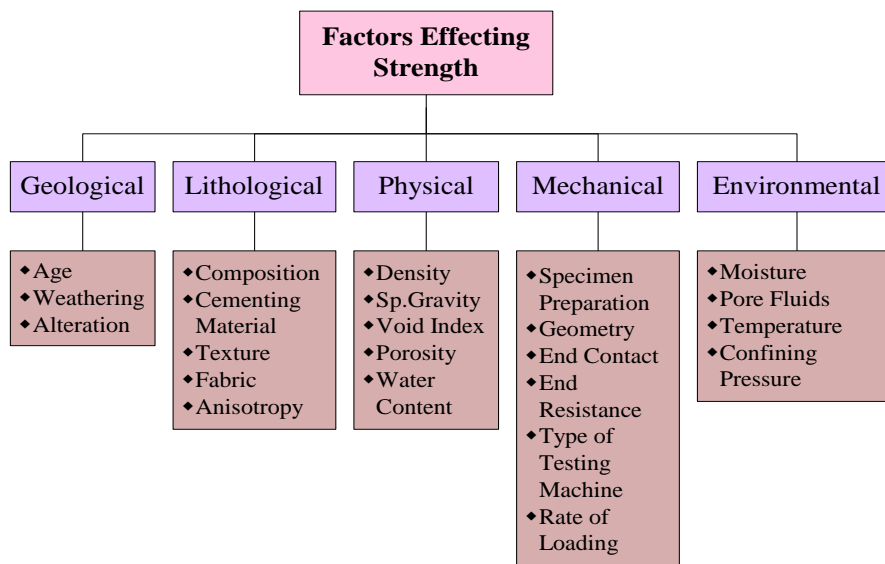 Factors Effecting
Strength
Geological
Lithological
Physical
Mechanical
Environmental
◆Age
◆Weathering
◆Alteration
◆Composition
◆Cementing
Material
◆Texture
◆Fabric
◆Anisotropy
◆Density
◆Sp.Gravity
◆Void Index
◆Porosity
◆Water
Content
◆Specimen
Preparation
◆Geometry
◆End Contact
◆End
Resistance
◆Type of
Testing
Machine
◆Rate of
Loading
◆Moisture
◆Pore Fluids
◆Temperature
◆Confining
Pressure